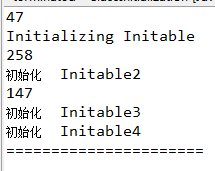 47
Initializing Initable
258
初始化  Initable2
147
初始化  Initable3
初始化  Initable4
======================